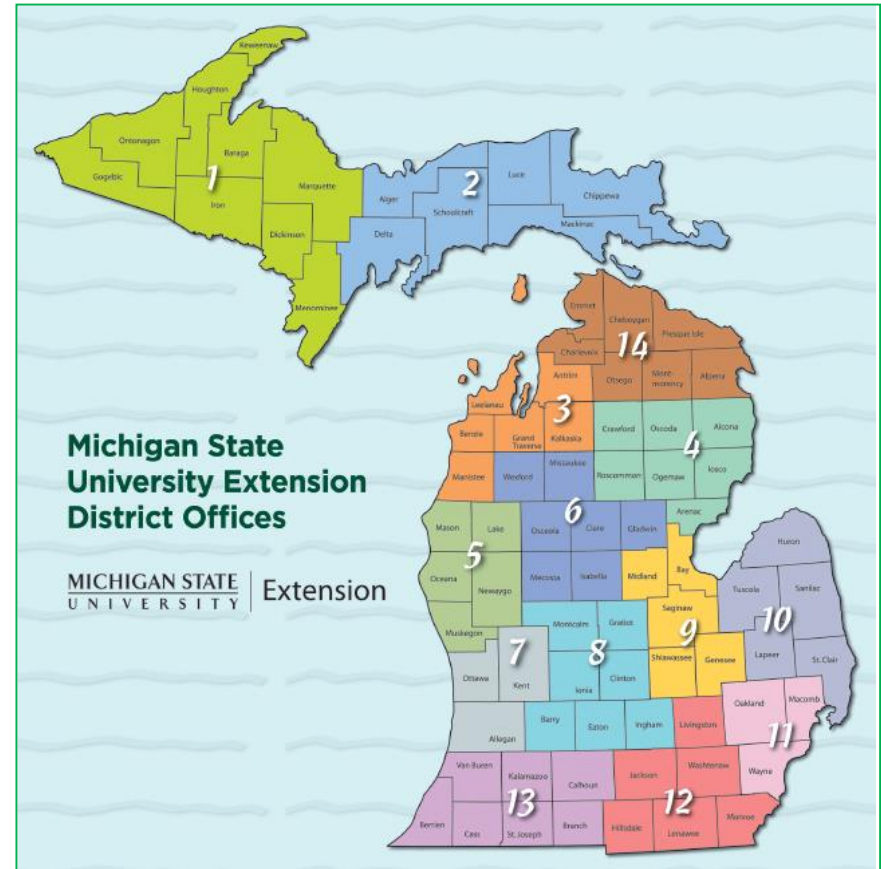 Keweenaw
Houghton
Ontonagon
Baraga
Gogebic
1
Marquette
Iron
Dickinson
Menominee
2
Luce
Alger
Chippewa
Schoolcraft
Mackinac
Delta
Emmet
Cheboygan
Presque Isle
14
Charlevoix
Otsego
Mont-
morency
Alpena
Antrim
Leelanau
3
Benzie
Grand
Traverse
Kalkaska
Manistee
Crawford
Oscoda
Alcona
4
Roscommon
Ogemaw
Iosco
Arenac
Missaukee
Wexford
6
Osceola
Clare
Gladwin
Mecosta
Isabella
Michigan State
University Extension
District Offices
MICHIGAN STATE
UNIVERSITY
Extension
Mason
Lake
5
Oceana
Newaygo
Muskegon
Midland
Bay
Saginaw
9
Shiawassee
Genesee
Huron
Tuscola
Sanilac
10
Lapeer
St. Clair
7
Ottawa
Kent
Allegan
Montcalm
Gratiot
8
Ionia
Clinton
Barry
Eaton
Ingham
Livingston
Oakland
Macomb
11
Wayne
Van Buren
Kalamazoo
Calhoun
13
Berrien
Cass
St. Joseph
Branch
Jackson
Washtenaw
12
Hillsdale
Lenawee
Monroe